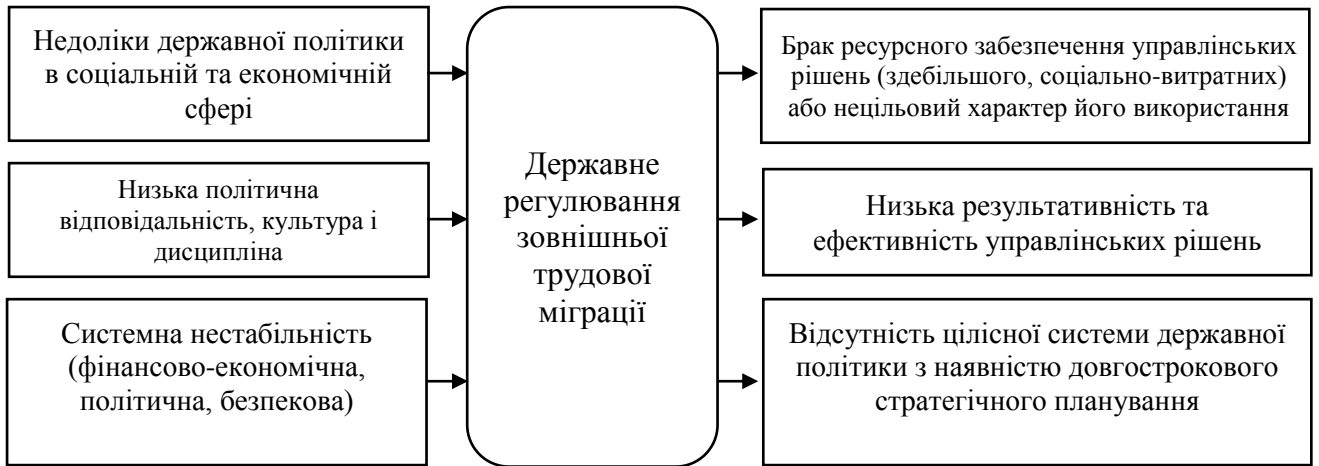 Недоліки державної політики
в соціальній та економічній
сфері
Низька політична
відповідальність, культура і
дисципліна
Системна нестабільність
(фінансово-економічна,
політична, безпекова)
Державне
регулювання
зовнішньої
трудової
міграції
Брак ресурсного забезпечення управлінських
рішень (здебільшого, соціально-витратних)
або нецільовий характер його використання
Низька результативність та
ефективність управлінських рішень
Відсутність цілісної системи державної
політики з наявністю довгострокового
стратегічного планування